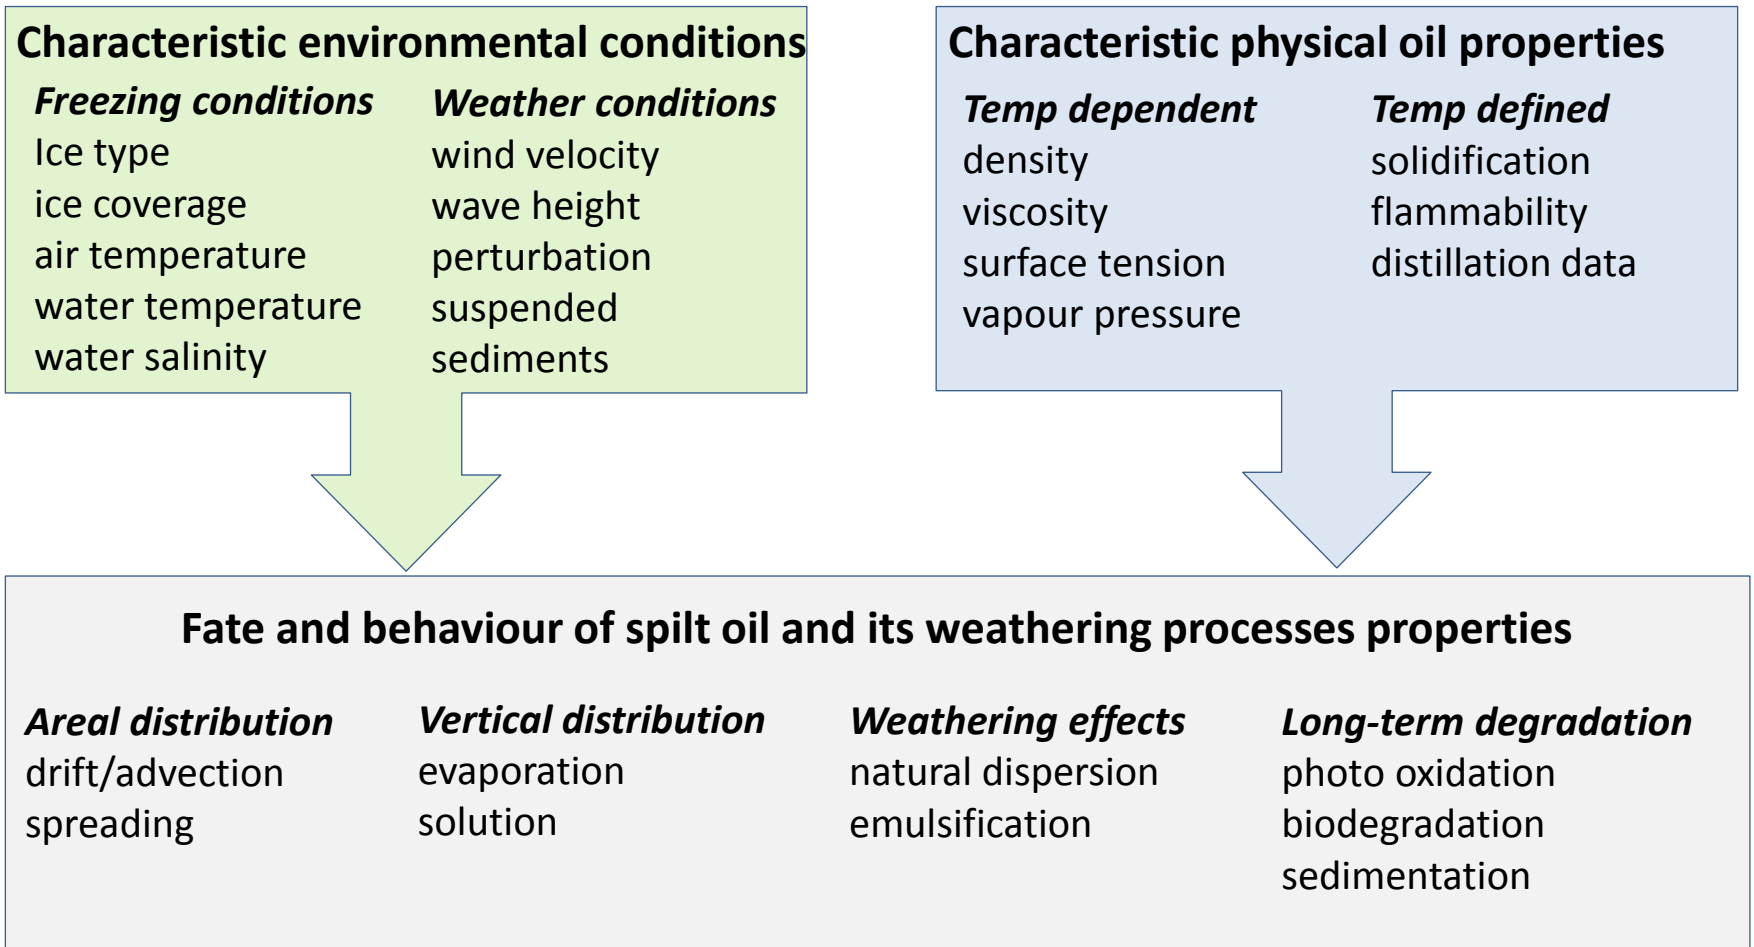 Characteristic environmental conditions
Freezing conditions
Ice type
ice coverage
air temperature
water temperature
water salinity
Weather conditions
wind velocity
wave height
perturbation
suspended
sediments
Characteristic physical oil properties
Temp dependent
density
viscosity
surface tension
vapour pressure
Temp defined
solidification
flammability
distillation data
Fate and behaviour of spilt oil and its weathering processes properties
Areal distribution
drift/advection
spreading
Vertical distribution
evaporation
solution
Weathering effects
natural dispersion
emulsification
Long-term degradation
photo oxidation
biodegradation
sedimentation